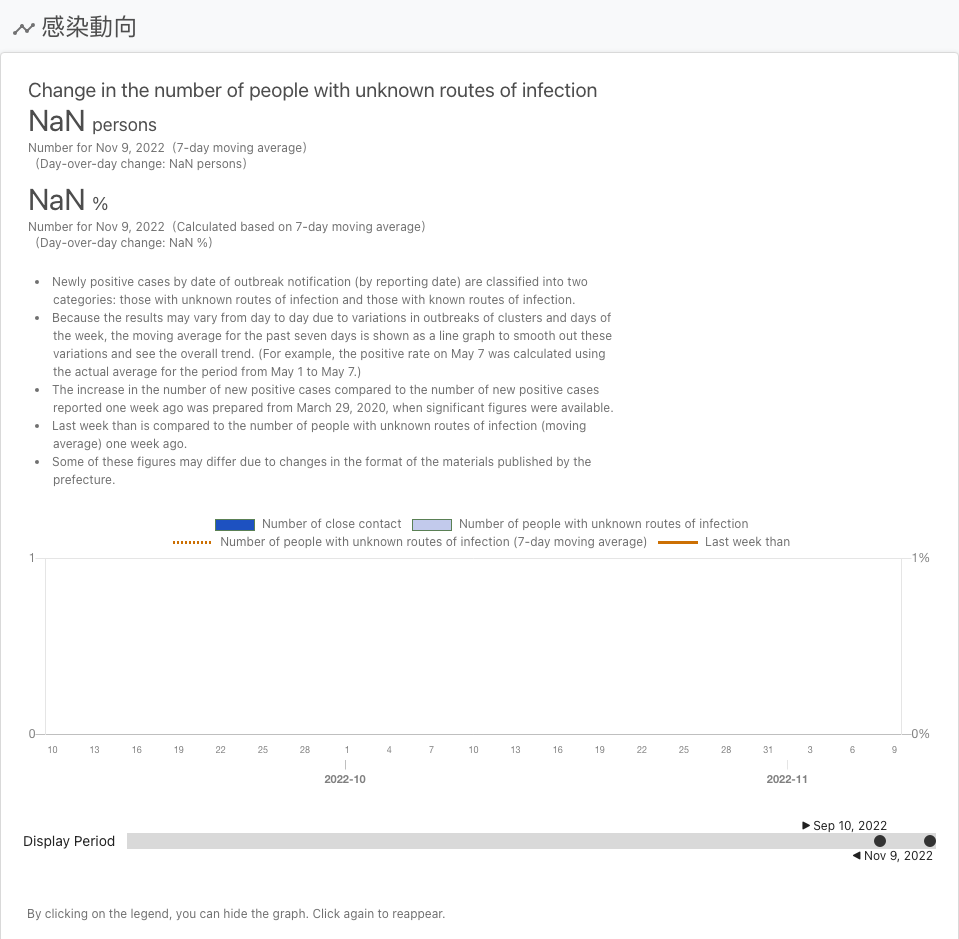 感染動向
Change in the number of people with unknown routes of infection
NaN persons
Number for Nov 9, 2022 (7-day moving average)
(Day-over-day change: NaN persons)
NaN %
Number for Nov 9, 2022 (Calculated based on 7-day moving average)
(Day-over-day change: NaN %)
• Newly positive cases by date of outbreak notification (by reporting date) are classified into two
categories: those with unknown routes of infection and those with known routes of infection.
• Because the results may vary from day to day due to variations in outbreaks of clusters and days of
the week, the moving average for the past seven days is shown as a line graph to smooth out these
variations and see the overall trend. (For example, the positive rate on May 7 was calculated using
the actual average for the period from May 1 to May 7.)
• The increase in the number of new positive cases compared to the number of new positive cases
reported one week ago was prepared from March 29, 2020, when significant figures were available.
• Last week than is compared to the number of people with unknown routes of infection (moving
average) one week ago.
• Some of these figures may differ due to changes in the format of the materials published by the
prefecture.
Number of close contact Number of people with unknown routes of infection
Number of people with unknown routes of infection (7-day moving average) Last week than
1 1%
0 0%
10 13 16 19 22 25 28 1 4 7 10 13 16 19 22 25 28 31 3 6 9
2022-10 2022-11
▶ Sep 10, 2022
Display Period
◀ Nov 9, 2022
By clicking on the legend, you can hide the graph. Click again to reappear.